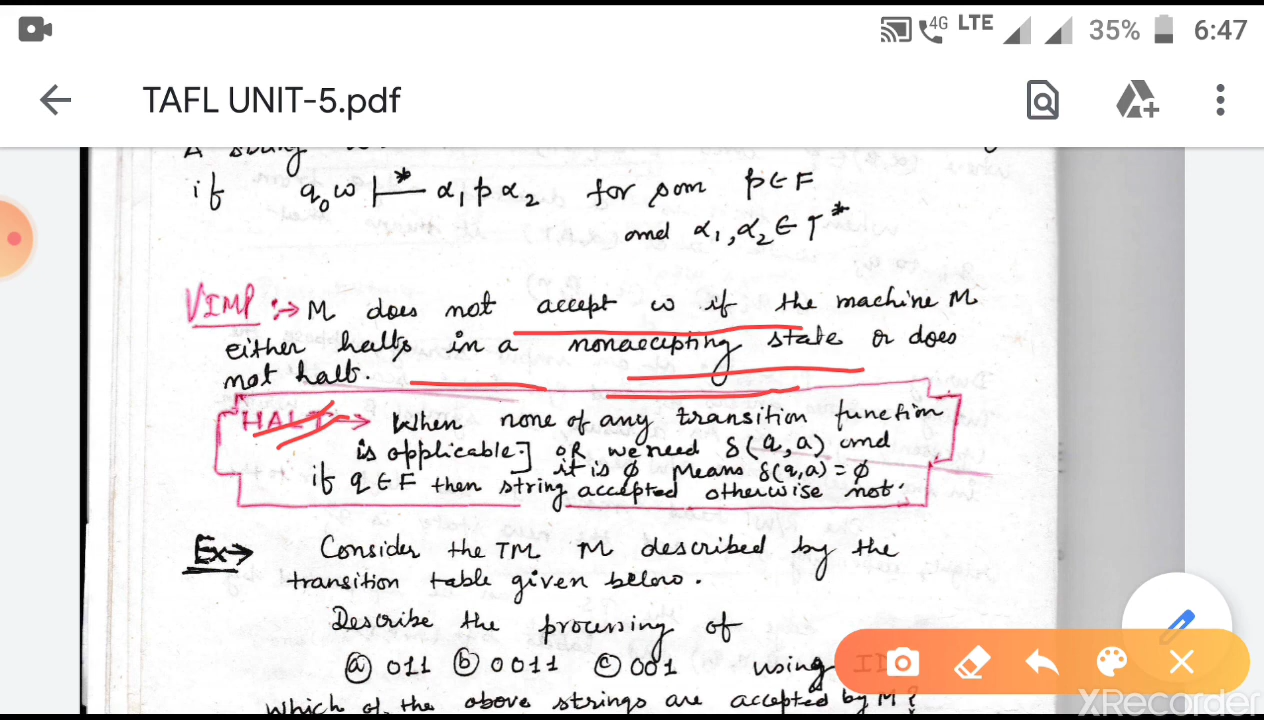 4G LTE 35% 6:47
TAFL UNIT-5.pdf
A string
if q₀ω ⊢* α₁pα₂ for som p∈F
and α₁,α₂ ∈ T*
VIMP :→ M does not accept ω if the machine M
either halts in a nonaccepting state or does
not halt.
HALT → When none of any transition function
is applicable.] OR we need δ(q,a) and
it is ϕ Means δ(q,a) = ϕ
if q ∈ F then string accepted otherwise not.
Ex→ Consider the TM M described by the
transition table given below.
Describe the processing of
(a) 011 (b) 0011 (c) 001 using ID
which of the above strings are accepted by M?
XRecorder